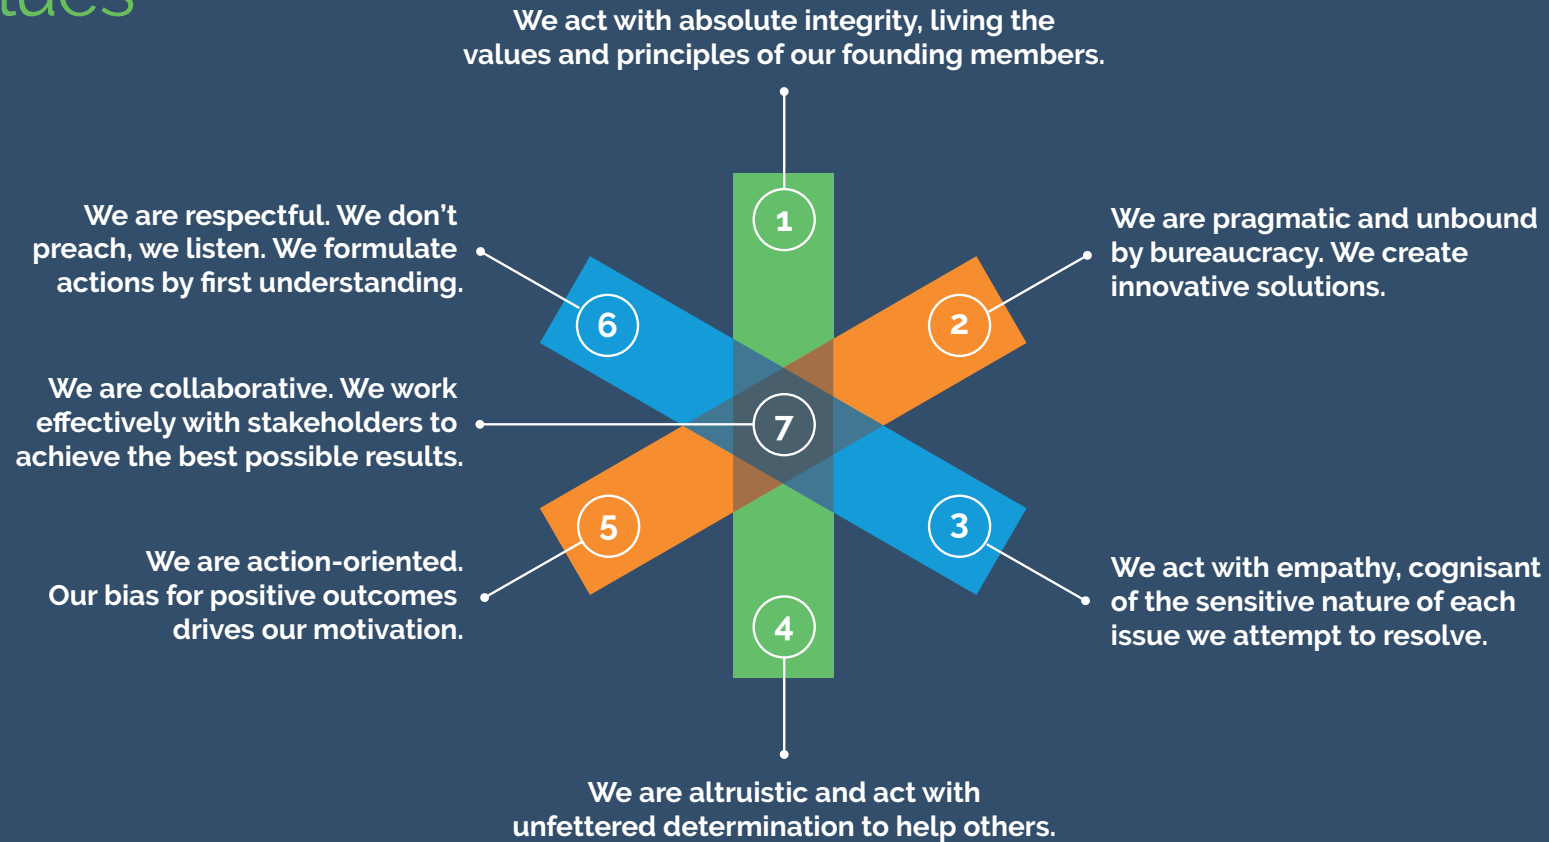 We act with absolute integrity, living the
values and principles of our founding members.
1
We are pragmatic and unbound
by bureaucracy. We create
innovative solutions.
2
We act with empathy, cognisant
of the sensitive nature of each
issue we attempt to resolve.
3
We are altruistic and act with
unfettered determination to help others.
4
We are action-oriented.
Our bias for positive outcomes
drives our motivation.
5
We are respectful. We don't
preach, we listen. We formulate
actions by first understanding.
6
We are collaborative. We work
effectively with stakeholders to
achieve the best possible results.
7